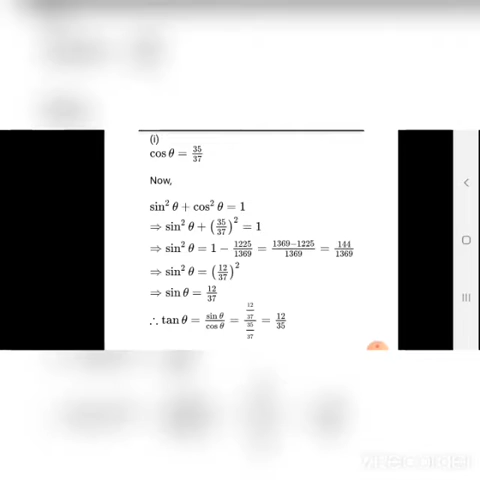 (i)
cos θ = 35/37
Now,
sin² θ + cos² θ = 1
⇒ sin² θ + (35/37)² = 1
⇒ sin² θ = 1 − 1225/1369 = 1369−1225/1369 = 144/1369
⇒ sin² θ = (12/37)²
⇒ sin θ = 12/37
∴ tan θ = sin θ/cos θ = 12/37/35/37 = 12/35